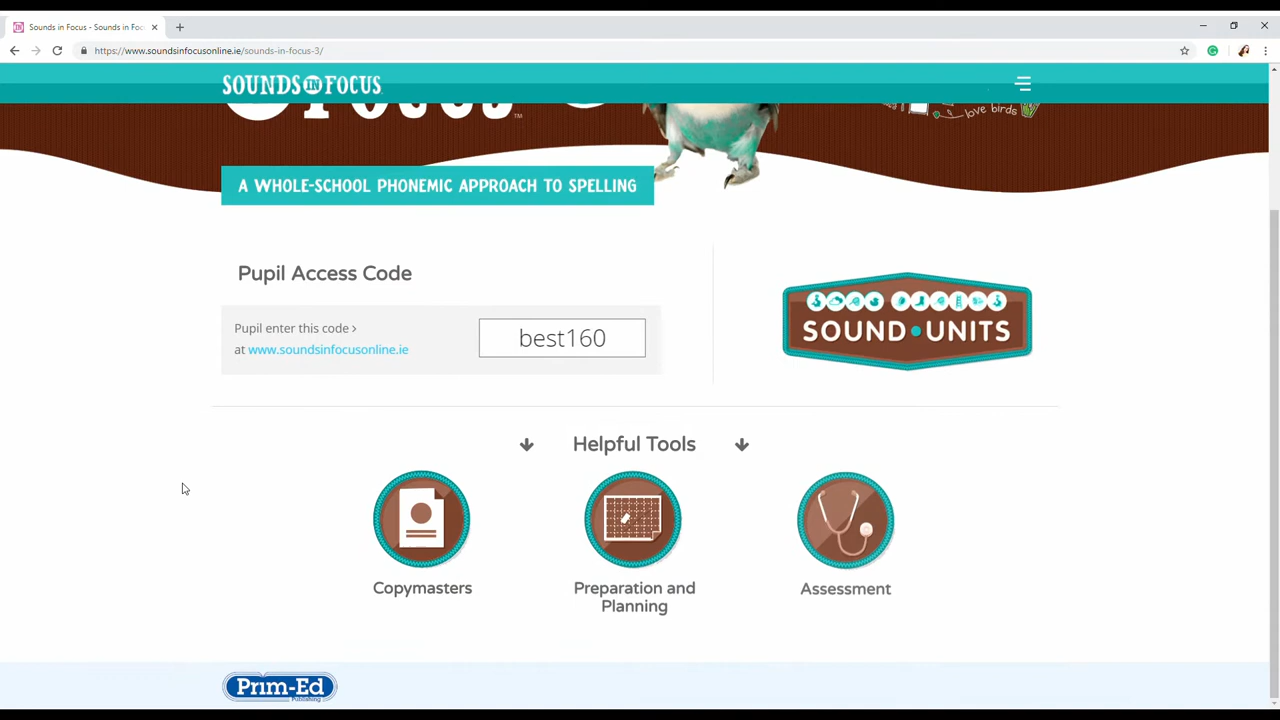 Sounds in Focus - Sounds in Foc
https://www.soundsinfocusonline.ie/sounds-in-focus-3/
SOUNDS IN FOCUS
FOCUS™
love birds
A WHOLE-SCHOOL PHONEMIC APPROACH TO SPELLING
Pupil Access Code
Pupil enter this code >
at www.soundsinfocusonline.ie
best160
SOUND•UNITS
Helpful Tools
Copymasters
Preparation and
Planning
Assessment
Prim-Ed
Publishing